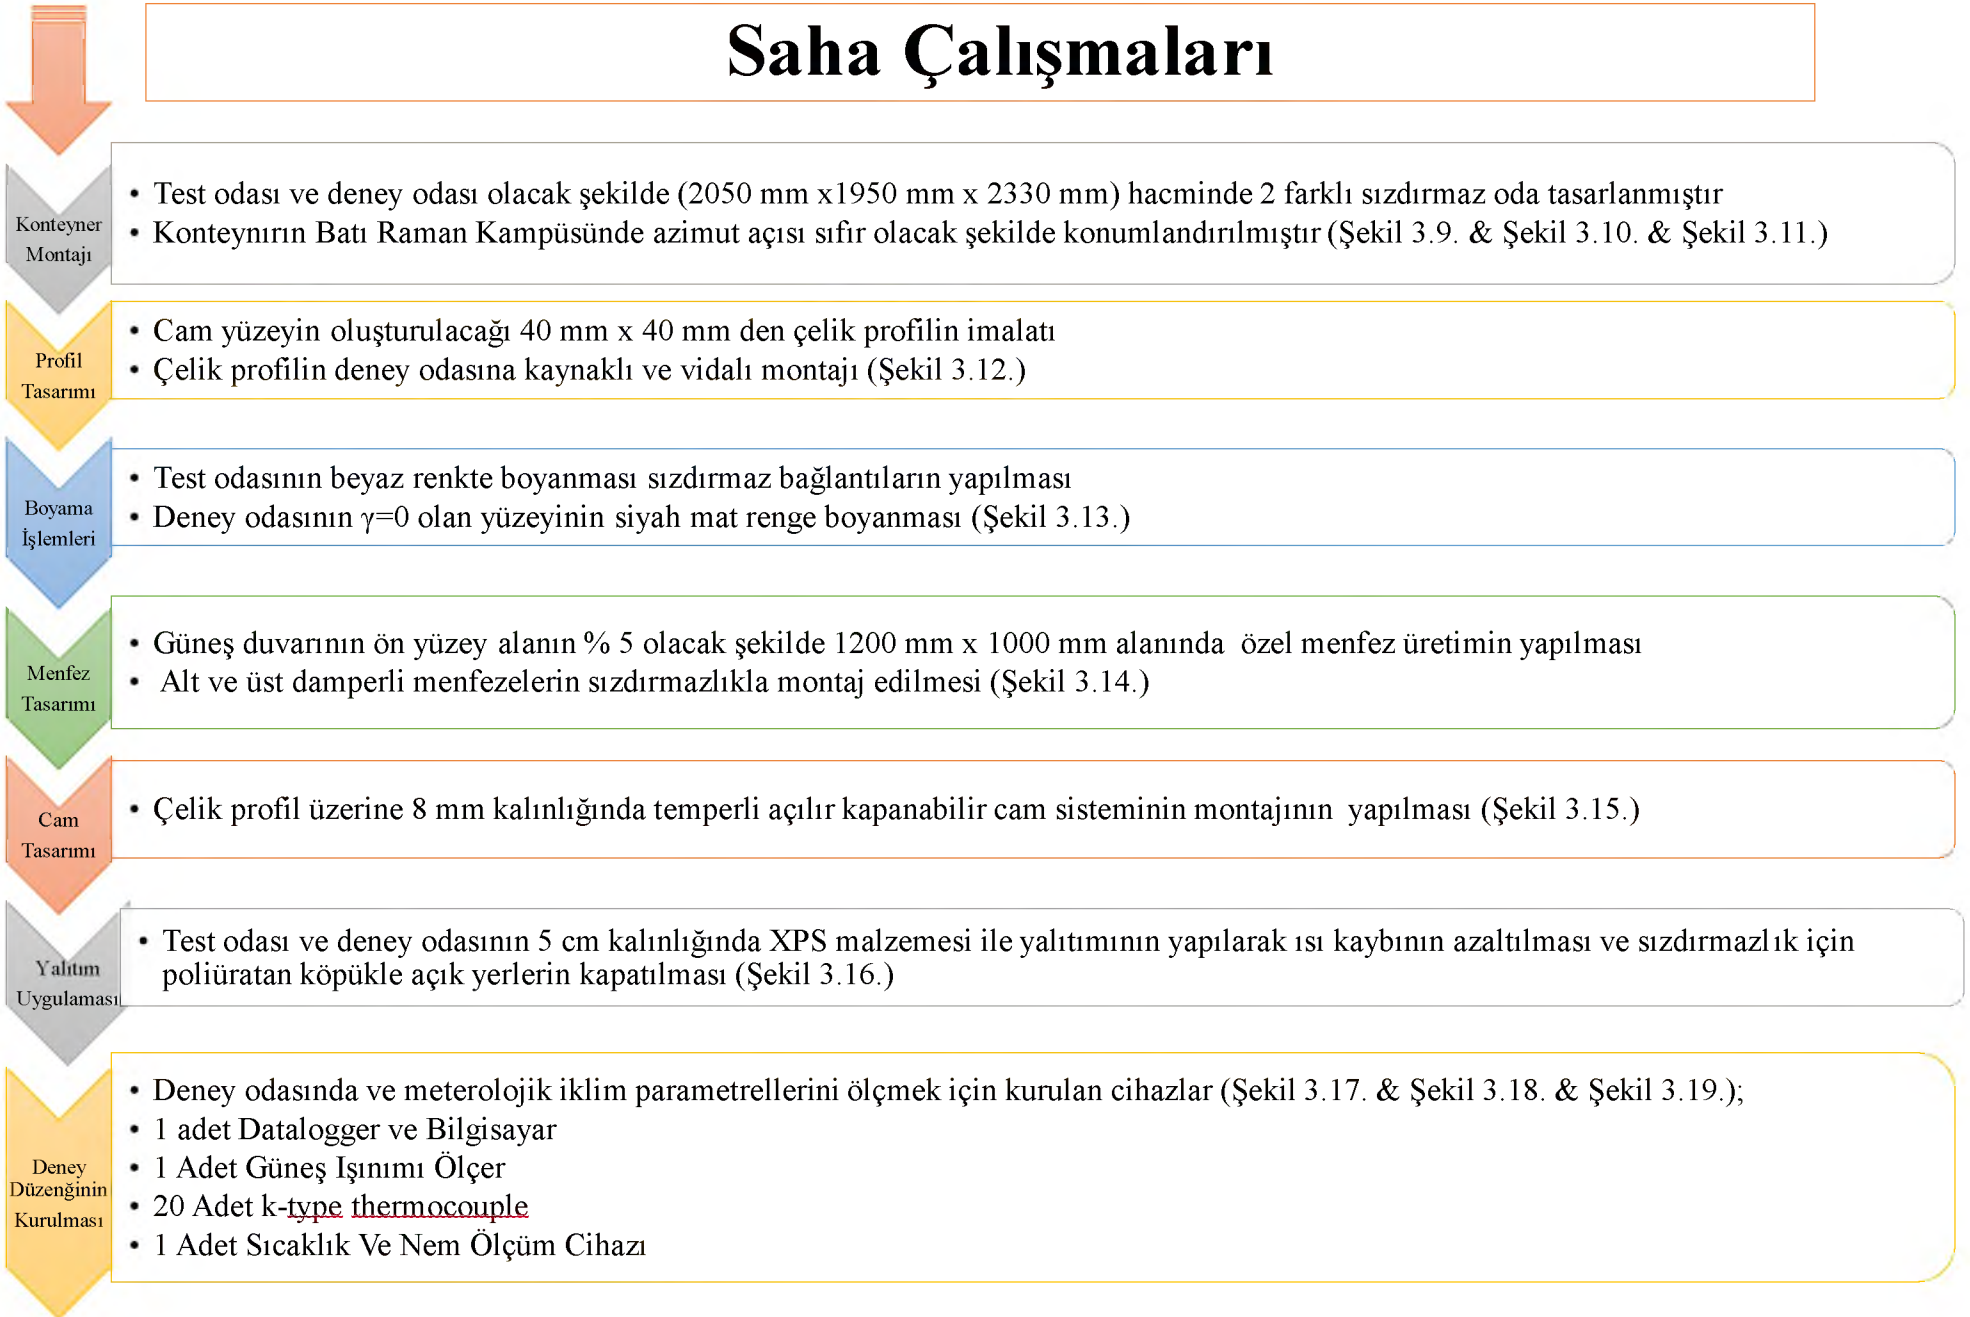 Saha Çalışmaları
Konteyner
Montajı
• Test odası ve deney odası olacak şekilde (2050 mm x1950 mm x 2330 mm) hacminde 2 farklı sızdırmaz oda tasarlanmıştır
• Konteynırın Batı Raman Kampüsünde azimut açısı sıfır olacak şekilde konumlandırılmıştır (Şekil 3.9. & Şekil 3.10. & Şekil 3.11.)
Profil
Tasarımı
• Cam yüzeyin oluşturulacağı 40 mm x 40 mm den çelik profilin imalatı
• Çelik profilin deney odasına kaynaklı ve vidalı montajı (Şekil 3.12.)
Boyama
İşlemleri
• Test odasının beyaz renkte boyanması sızdırmaz bağlantıların yapılması
• Deney odasının γ=0 olan yüzeyinin siyah mat renge boyanması (Şekil 3.13.)
Menfez
Tasarımı
• Güneş duvarının ön yüzey alanın % 5 olacak şekilde 1200 mm x 1000 mm alanında özel menfez üretimin yapılması
• Alt ve üst damperli menfezelerin sızdırmazlıkla montaj edilmesi (Şekil 3.14.)
Cam
Tasarımı
• Çelik profil üzerine 8 mm kalınlığında temperli açılır kapanabilir cam sisteminin montajının yapılması (Şekil 3.15.)
Yalıtım
Uygulaması
• Test odası ve deney odasının 5 cm kalınlığında XPS malzemesi ile yalıtımının yapılarak ısı kaybının azaltılması ve sızdırmazlık için
poliüratan köpükle açık yerlerin kapatılması (Şekil 3.16.)
Deney
Düzenğinin
Kurulması
• Deney odasında ve meterolojik iklim parametrellerini ölçmek için kurulan cihazlar (Şekil 3.17. & Şekil 3.18. & Şekil 3.19.);
• 1 adet Datalogger ve Bilgisayar
• 1 Adet Güneş Işınımı Ölçer
• 20 Adet k-type thermocouple
• 1 Adet Sıcaklık Ve Nem Ölçüm Cihazı